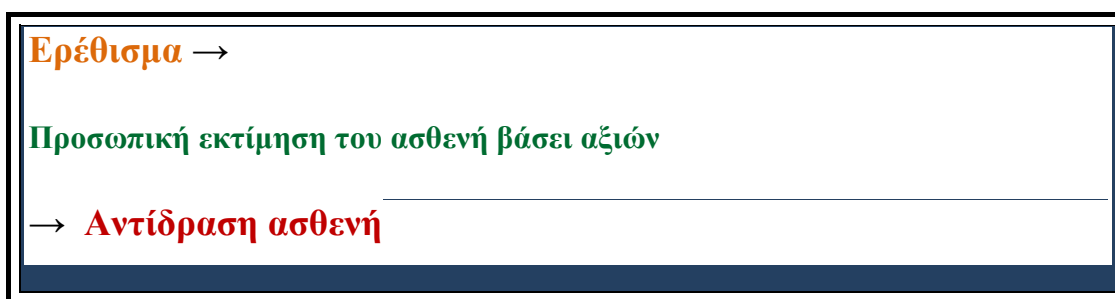 Ερέθισμα →
Προσωπική εκτίμηση του ασθενή βάσει αξιών
→ Αντίδραση ασθενή